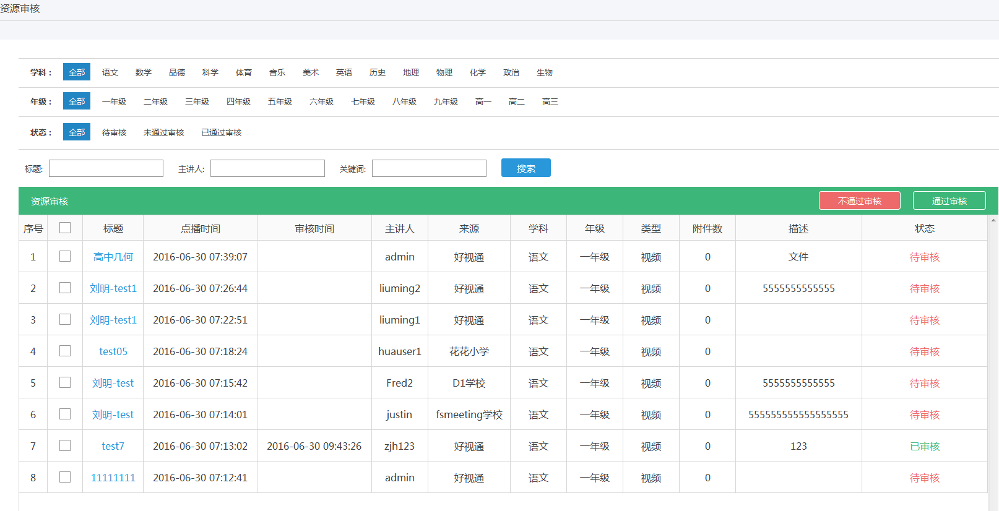 资源审核
学科： 全部 语文 数学 品德 科学 体育 音乐 美术 英语 历史 地理 物理 化学 政治 生物
年级： 全部 一年级 二年级 三年级 四年级 五年级 六年级 七年级 八年级 九年级 高一 高二 高三
状态： 全部 待审核 未通过审核 已通过审核
标题: 主讲人: 关键词: 搜索
资源审核 不通过审核 通过审核
序号 标题 点播时间 审核时间 主讲人 来源 学科 年级 类型 附件数 描述 状态
1 高中几何 2016-06-30 07:39:07 admin 好视通 语文 一年级 视频 0 文件 待审核
2 刘明-test1 2016-06-30 07:26:44 liuming2 好视通 语文 一年级 视频 0 5555555555555 待审核
3 刘明-test1 2016-06-30 07:22:51 liuming1 好视通 语文 一年级 视频 0 待审核
4 test05 2016-06-30 07:18:24 huauser1 花花小学 语文 一年级 视频 0 待审核
5 刘明-test 2016-06-30 07:15:42 Fred2 D1学校 语文 一年级 视频 0 5555555555555 待审核
6 刘明-test 2016-06-30 07:14:01 justin fsmeeting学校 语文 一年级 视频 0 555555555555555555 待审核
7 test7 2016-06-30 07:13:02 2016-06-30 09:43:26 zjh123 好视通 语文 一年级 视频 0 123 已审核
8 11111111 2016-06-30 07:12:41 admin 好视通 语文 一年级 视频 0 待审核